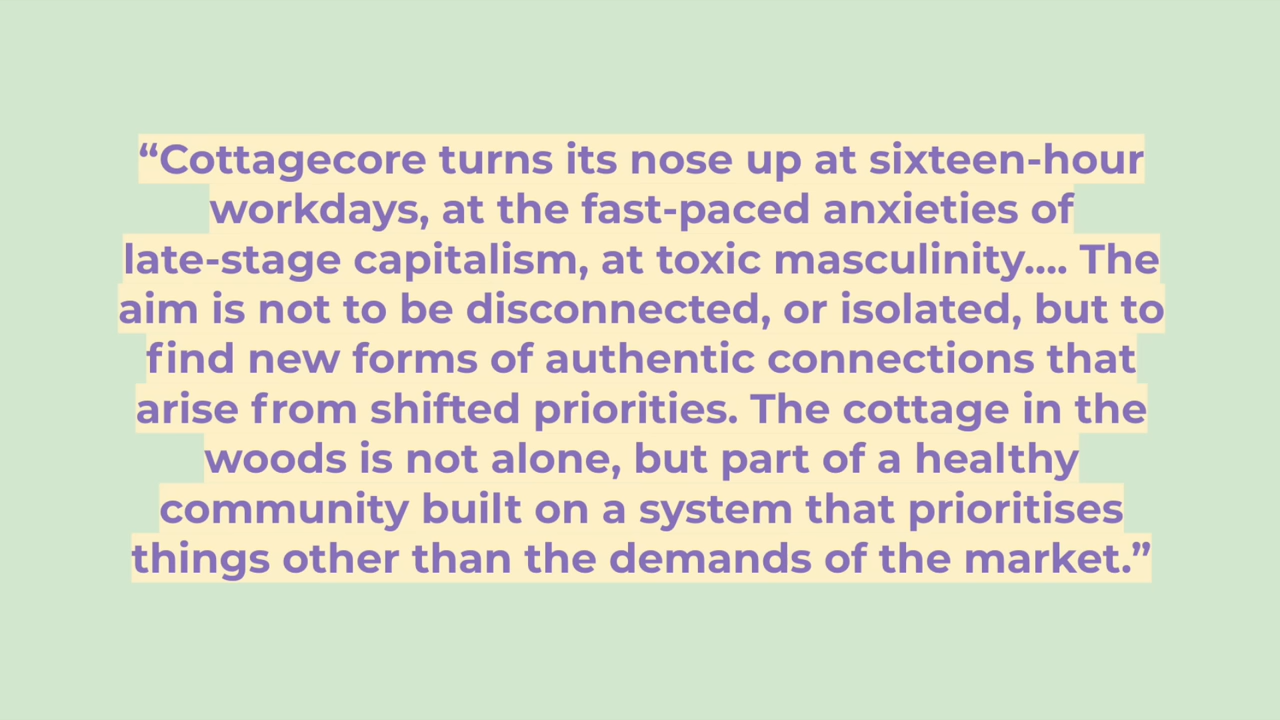 “Cottagecore turns its nose up at sixteen-hour
workdays, at the fast-paced anxieties of
late-stage capitalism, at toxic masculinity.... The
aim is not to be disconnected, or isolated, but to
find new forms of authentic connections that
arise from shifted priorities. The cottage in the
woods is not alone, but part of a healthy
community built on a system that prioritises
things other than the demands of the market.”